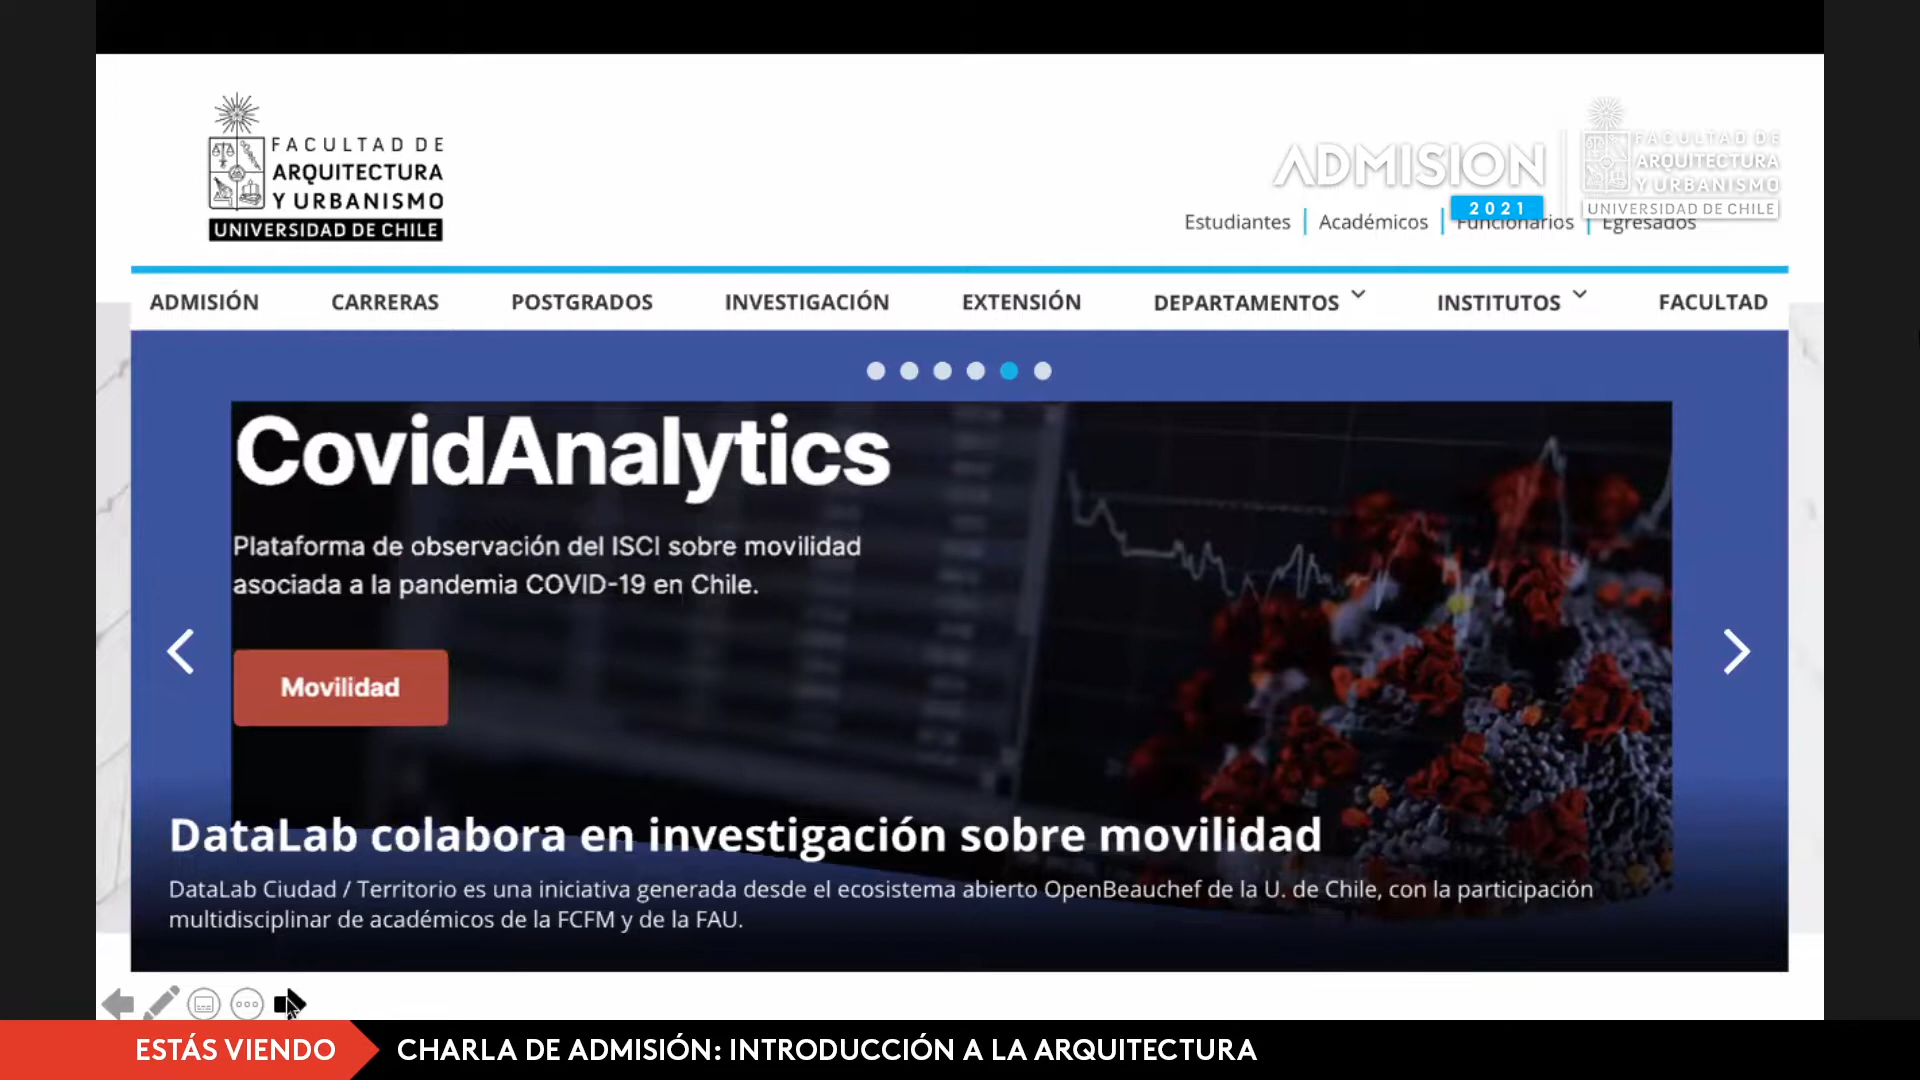 FACULTAD DE
ARQUITECTURA
Y URBANISMO
UNIVERSIDAD DE CHILE
ADMISION
2021
FACULTAD DE
ARQUITECTURA
Y URBANISMO
UNIVERSIDAD DE CHILE
Estudiantes Académicos Funcionarios Egresados
ADMISIÓN CARRERAS POSTGRADOS INVESTIGACIÓN EXTENSIÓN DEPARTAMENTOS INSTITUTOS FACULTAD
CovidAnalytics
Plataforma de observación del ISCI sobre movilidad
asociada a la pandemia COVID-19 en Chile.
Movilidad
DataLab colabora en investigación sobre movilidad
DataLab Ciudad / Territorio es una iniciativa generada desde el ecosistema abierto OpenBeauchef de la U. de Chile, con la participación
multidisciplinar de académicos de la FCFM y de la FAU.
ESTÁS VIENDO CHARLA DE ADMISIÓN: INTRODUCCIÓN A LA ARQUITECTURA